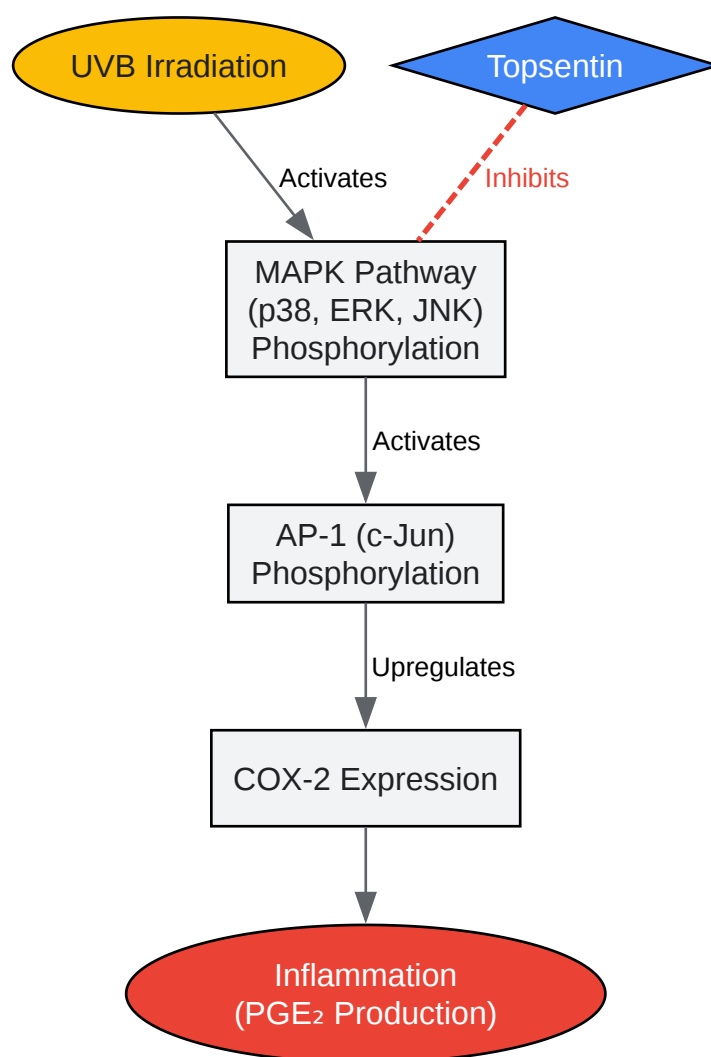 UVB Irradiation
Topsentin
Activates
Inhibits
MAPK Pathway
(p38, ERK, JNK)
Phosphorylation
Activates
AP-1 (c-Jun)
Phosphorylation
Upregulates
COX-2 Expression
Inflammation
(PGE₂ Production)